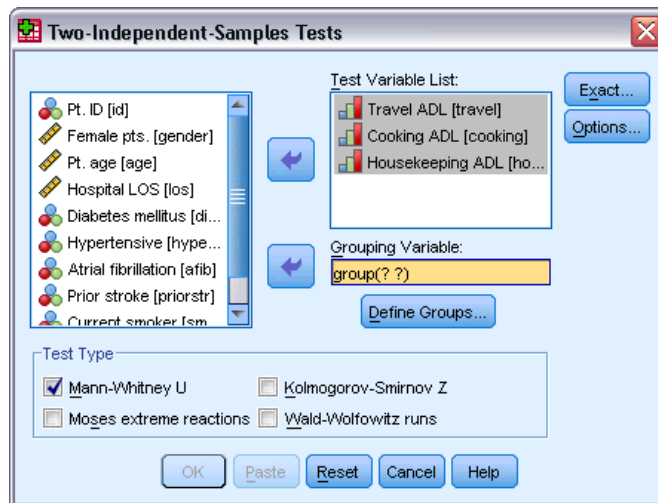 Two-Independent-Samples Tests
Test Variable List:
Pt. ID [id]
Female pts. [gender]
Pt. age [age]
Hospital LOS [los]
Diabetes mellitus [di...
Hypertensive [hype...
Atrial fibrillation [afib]
Prior stroke [priorstr]
Current smoker [sm
Travel ADL [travel]
Cooking ADL [cooking]
Housekeeping ADL [ho...
Exact...
Options...
Grouping Variable:
group(? ?)
Define Groups...
Test Type
Mann-Whitney U
Kolmogorov-Smirnov Z
Moses extreme reactions
Wald-Wolfowitz runs
OK
Paste
Reset
Cancel
Help